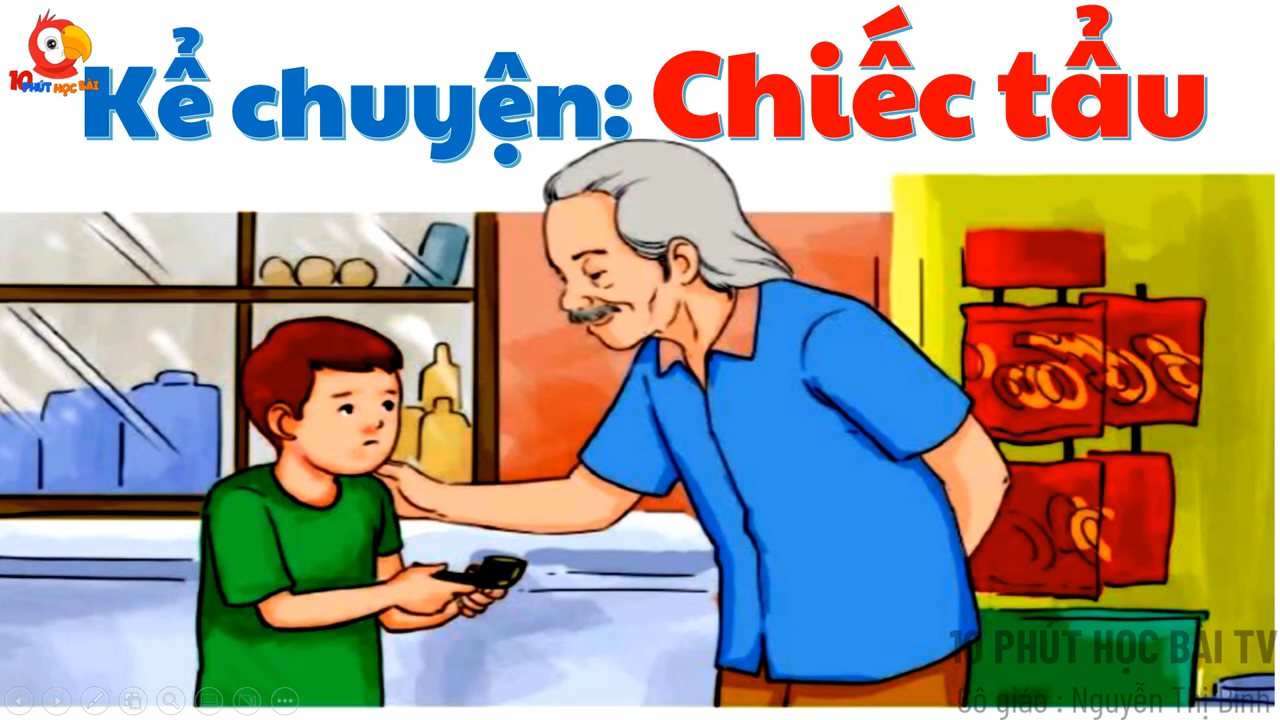 Kể chuyện: Chiếc tẩu
10 PHÚT HỌC BÀI
10 PHÚT HỌC BÀI TV
Cô giáo : Nguyễn Thị Bình